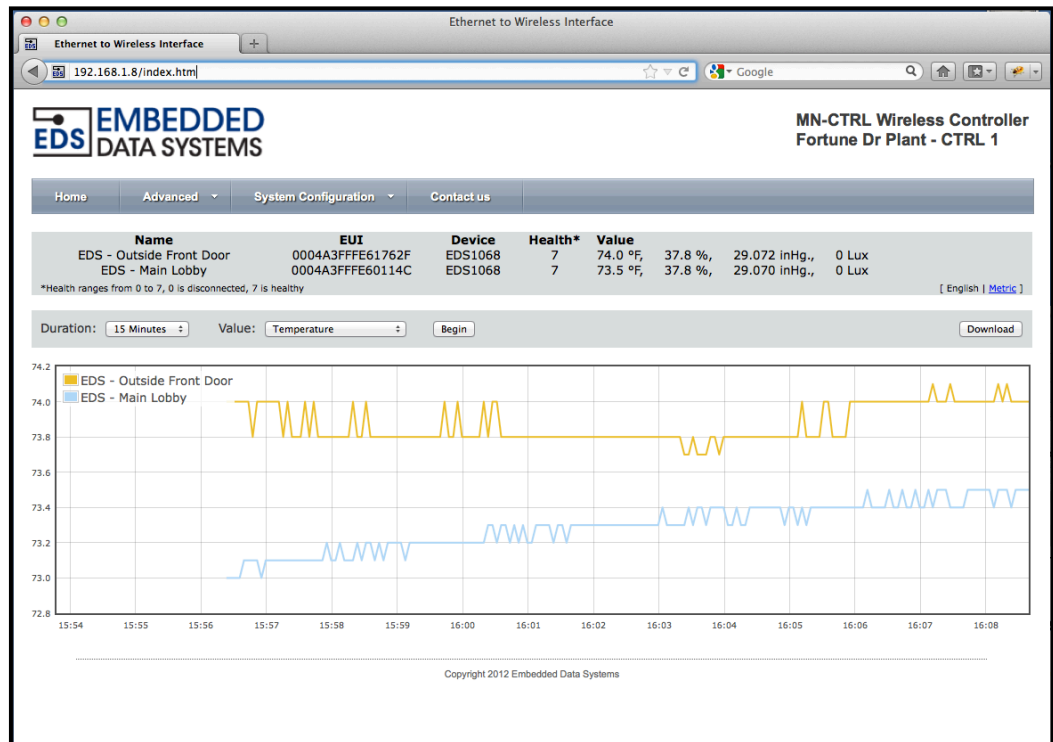 Ethernet to Wireless Interface
EDS Ethernet to Wireless Interface +
EDS 192.168.1.8/index.htm Google
EDS EMBEDDED
DATA SYSTEMS
MN-CTRL Wireless Controller
Fortune Dr Plant - CTRL 1
Home Advanced System Configuration Contact us
Name EUI Device Health* Value
EDS - Outside Front Door 0004A3FFFE61762F EDS1068 7 74.0 ºF, 37.8 %, 29.072 inHg., 0 Lux
EDS - Main Lobby 0004A3FFFE60114C EDS1068 7 73.5 ºF, 37.8 %, 29.070 inHg., 0 Lux
*Health ranges from 0 to 7, 0 is disconnected, 7 is healthy [ English | Metric ]
Duration: 15 Minutes Value: Temperature Begin Download
EDS - Outside Front Door
EDS - Main Lobby
74.2
74.0
73.8
73.6
73.4
73.2
73.0
72.8
15:54 15:55 15:56 15:57 15:58 15:59 16:00 16:01 16:02 16:03 16:04 16:05 16:06 16:07 16:08
Copyright 2012 Embedded Data Systems